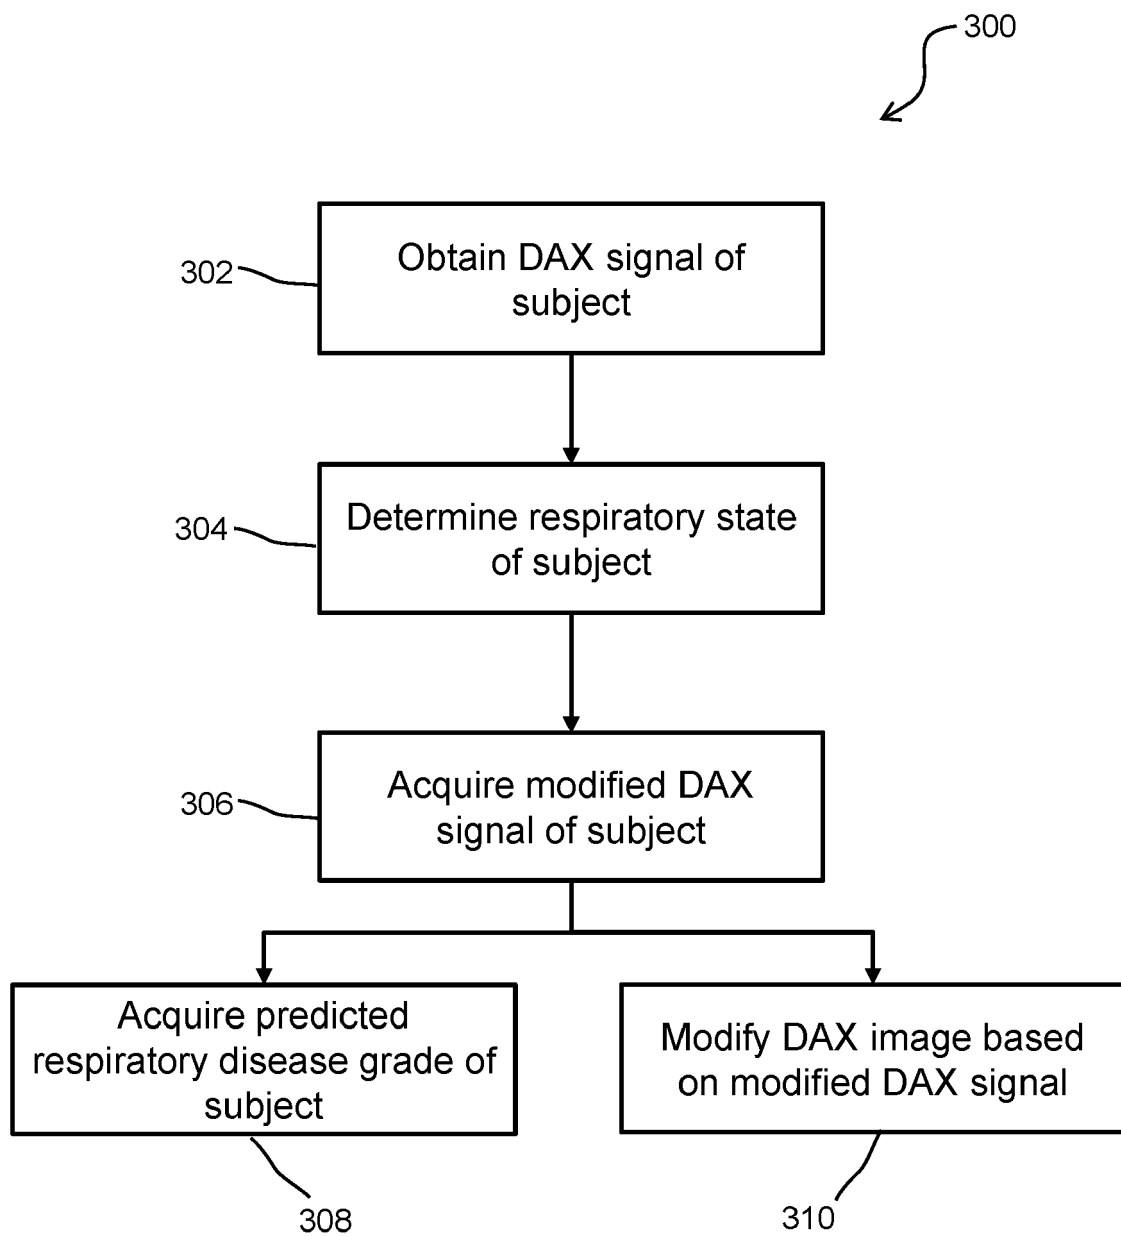 300
Obtain DAX signal of
subject
302
Determine respiratory state
of subject
304
Acquire modified DAX
signal of subject
306
Acquire predicted
respiratory disease grade of
subject
Modify DAX image based
on modified DAX signal
308
310